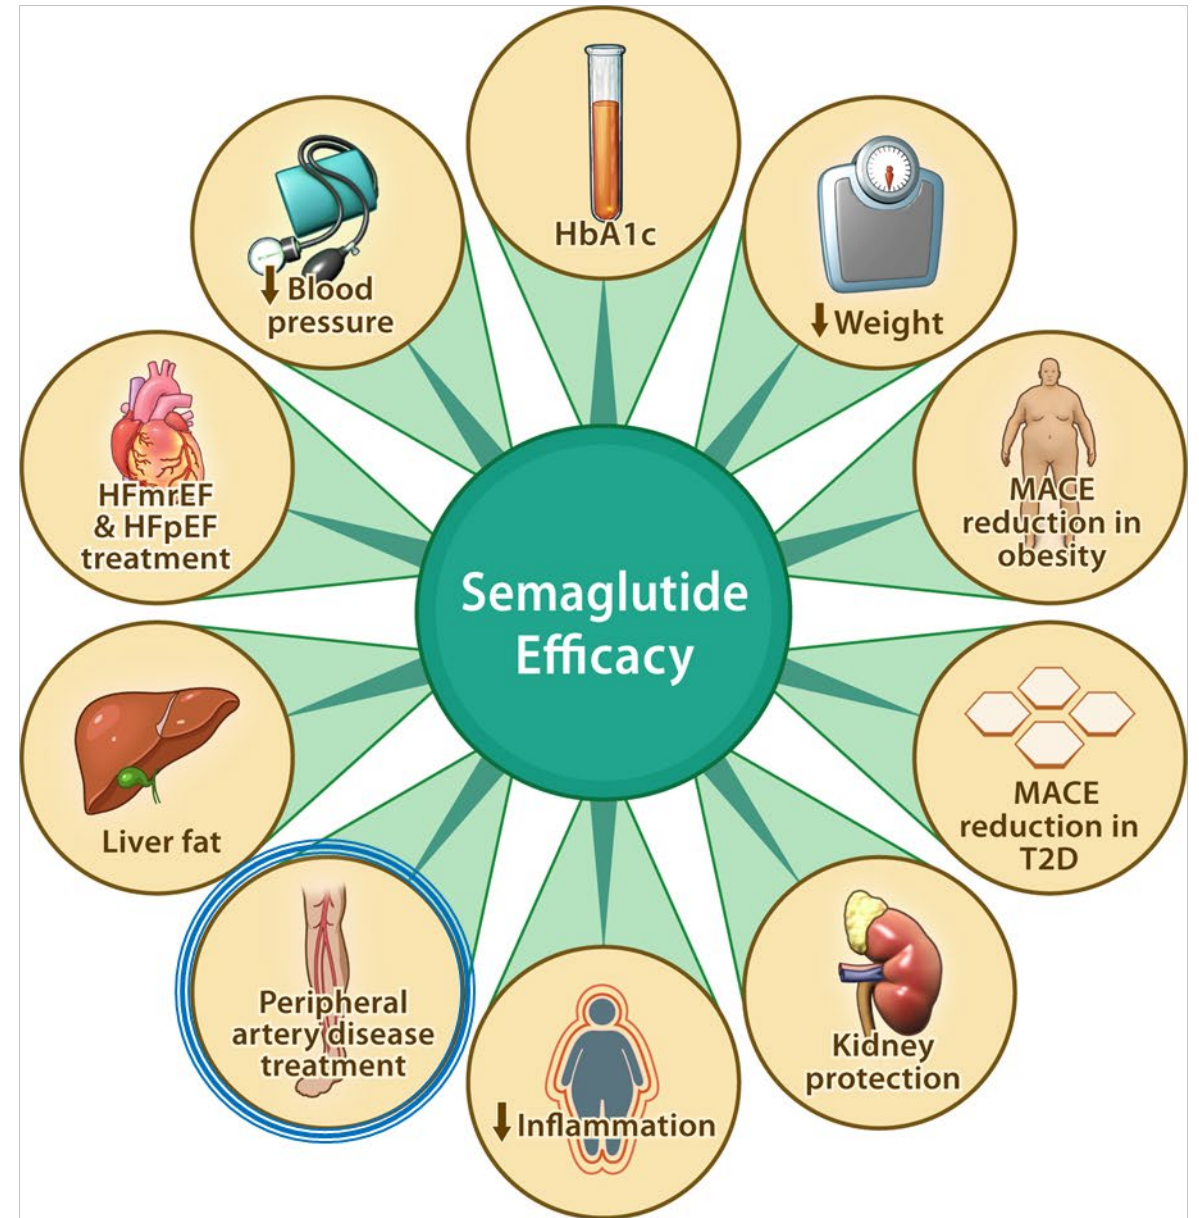 HbA1c
↓ Weight
MACE
reduction in
obesity
MACE
reduction in
T2D
Kidney
protection
↓ Inflammation
Peripheral
artery disease
treatment
Liver fat
HFmrEF
& HFpEF
treatment
↓ Blood
pressure
Semaglutide
Efficacy